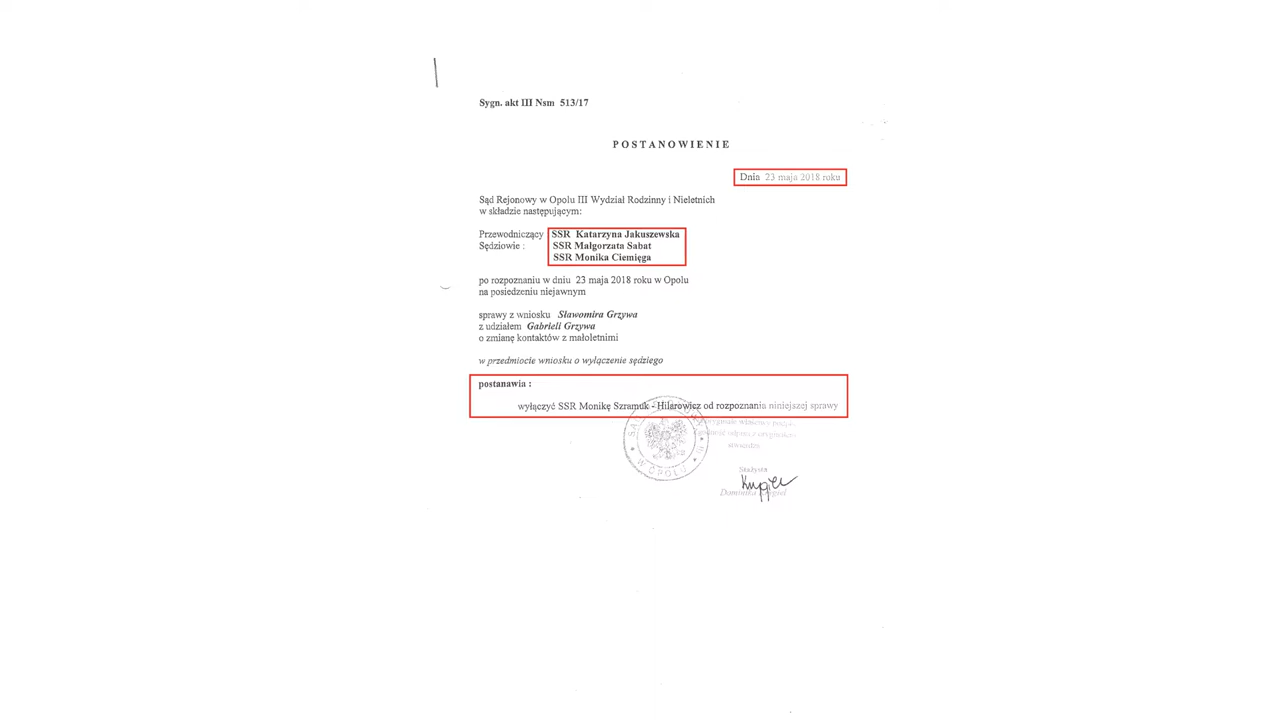 Sygn. akt III Nsm 513/17
POSTANOWIENIE
Dnia 23 maja 2018 roku
Sąd Rejonowy w Opolu III Wydział Rodzinny i Nieletnich
w składzie następującym:
Przewodniczący SSR Katarzyna Jakuszewska
Sędziowie : SSR Małgorzata Sabat
SSR Monika Ciemięga
po rozpoznaniu w dniu 23 maja 2018 roku w Opolu
na posiedzeniu niejawnym
sprawy z wniosku Sławomira Grzywa
z udziałem Gabrieli Grzywa
o zmianę kontaktów z małoletnimi
w przedmiocie wniosku o wyłączenie sędziego
postanawia :
wyłączyć SSR Monikę Szramuk - Hilarowicz od rozpoznania niniejszej sprawy
W OPOLU
Stażysta
Dominika